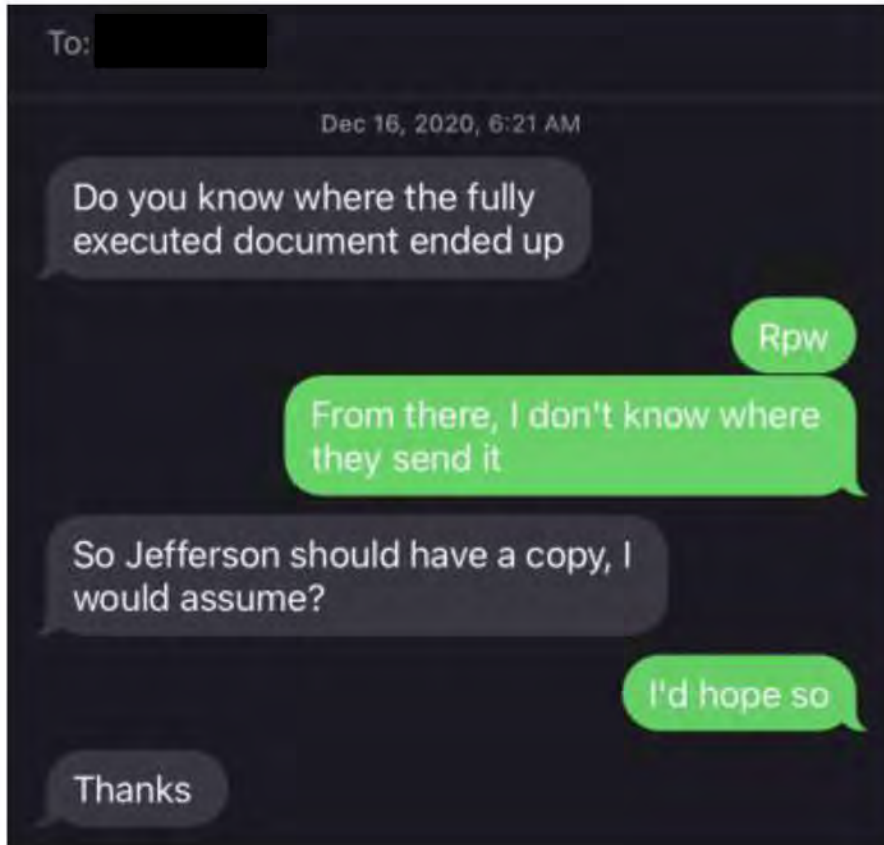 To:
Dec 16, 2020, 6:21 AM
Do you know where the fully
executed document ended up
Rpw
From there, I don't know where
they send it
So Jefferson should have a copy, I
would assume?
I'd hope so
Thanks